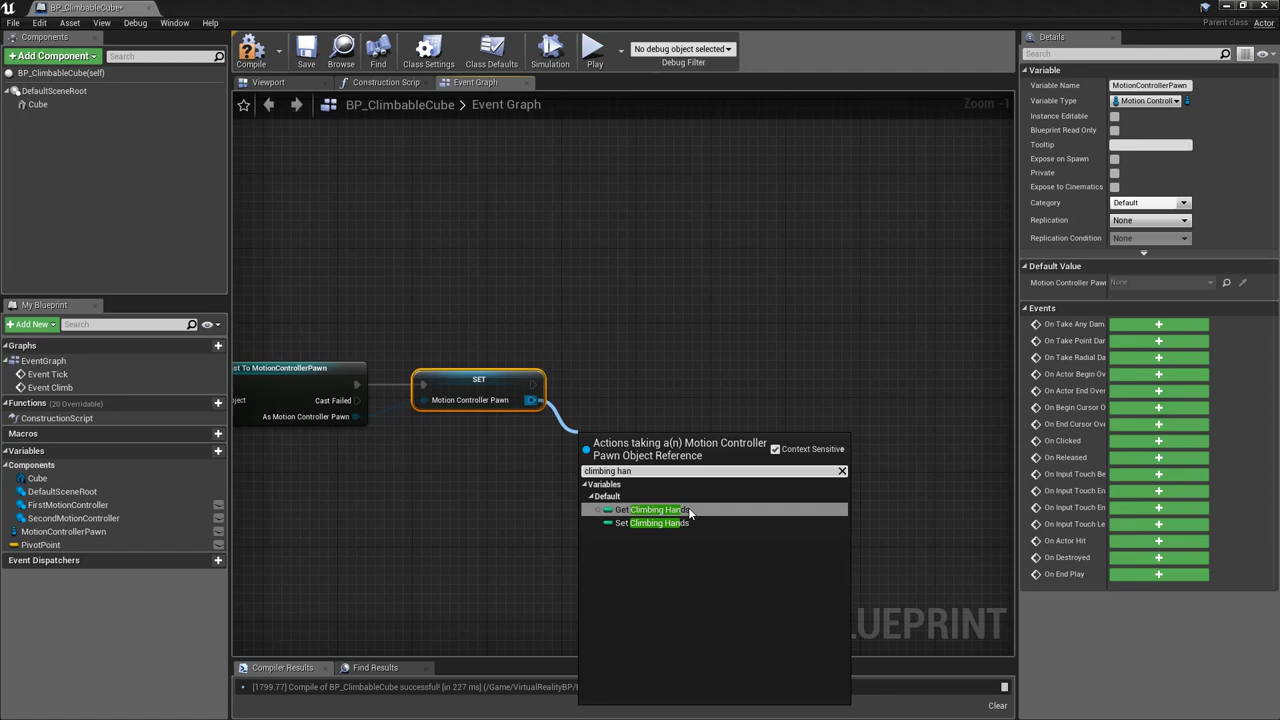 BP_ClimbableCube*
Parent class: Actor
File Edit Asset View Debug Window Help
Components
+ Add Component
Search
BP_ClimbableCube(self)
DefaultSceneRoot
Cube
Compile
Save
Browse
Find
Class Settings
Class Defaults
Simulation
Play
No debug object selected
Debug Filter
Viewport
Construction Scrip
Event Graph
BP_ClimbableCube > Event Graph
Zoom -1
My Blueprint
+ Add New
Search
Graphs
EventGraph
Event Tick
Event Climb
Functions (20 Overridable)
ConstructionScript
Macros
Variables
Components
Cube
DefaultSceneRoot
FirstMotionController
SecondMotionController
MotionControllerPawn
PivotPoint
Event Dispatchers
st To MotionControllerPawn
bject
Cast Failed
As Motion Controller Pawn
SET
Motion Controller Pawn
Actions taking a(n) Motion Controller
Pawn Object Reference
Context Sensitive
climbing han
Variables
Default
Get Climbing Hands
Set Climbing Hands
LUEPRINT
Compiler Results
Find Results
[1799.77] Compile of BP_ClimbableCube successful! [in 227 ms] (/Game/VirtualRealityBP/
Clear
Details
Search
Variable
Variable Name MotionControllerPawn
Variable Type Motion Controll
Instance Editable
Blueprint Read Only
Tooltip
Expose on Spawn
Private
Expose to Cinematics
Category Default
Replication None
Replication Condition None
Default Value
Motion Controller Pawn None
Events
On Take Any Dam
On Take Point Dar
On Take Radial Da
On Actor Begin Ov
On Actor End Over
On Begin Cursor O
On End Cursor Ove
On Clicked
On Released
On Input Touch Be
On Input Touch En
On Input Touch En
On Input Touch Le
On Actor Hit
On Destroyed
On End Play